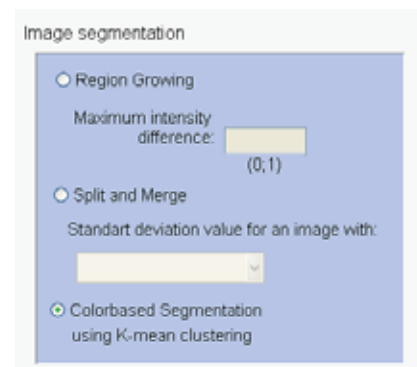 Image segmentation
Region Growing
Maximum intensity
difference:
(0;1)
Split and Merge
Standart deviation value for an image with:
Colorbased Segmentation
using K-mean clustering